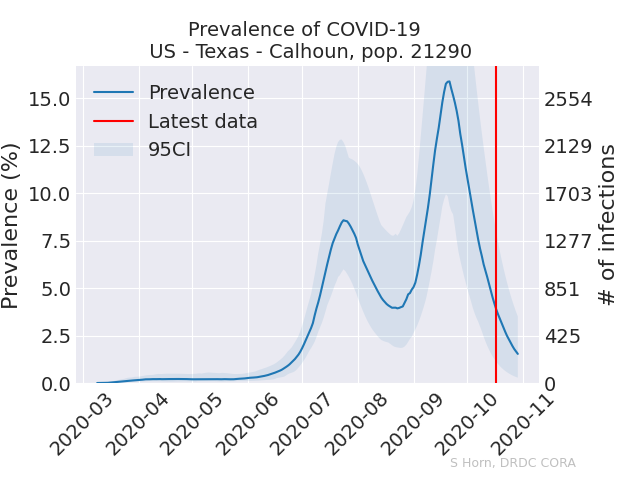 Prevalence of COVID-19
US - Texas - Calhoun, pop. 21290
Prevalence
Latest data
95CI
Prevalence (%)
15.0
12.5
10.0
7.5
5.0
2.5
0.0
2554
2129
1703
1277
851
425
0
# of infections
2020-03
2020-04
2020-05
2020-06
2020-07
2020-08
2020-09
2020-10
2020-11
S Horn, DRDC CORA